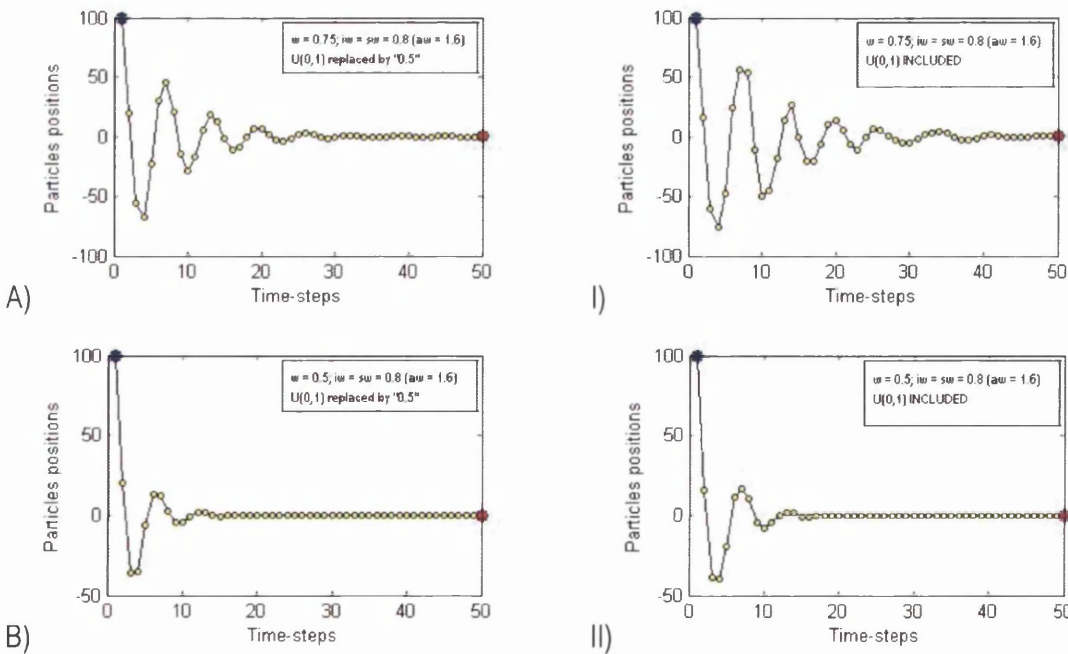 100
50
0
-50
-100
0 10 20 30 40 50
Particles positions
Time-steps
w = 0.75; iw = sw = 0.8 (aw = 1.6)
U(0,1) replaced by "0.5"
A)
100
50
0
-50
-100
0 10 20 30 40 50
Particles positions
Time-steps
w = 0.75; iw = sw = 0.8 (aw = 1.6)
U(0,1) INCLUDED
I)
100
50
0
-50
0 10 20 30 40 50
Particles positions
Time-steps
w = 0.5; iw = sw = 0.8 (aw = 1.6)
U(0,1) replaced by "0.5"
B)
100
50
0
-50
0 10 20 30 40 50
Particles positions
Time-steps
w = 0.5; iw = sw = 0.8 (aw = 1.6)
U(0,1) INCLUDED
II)